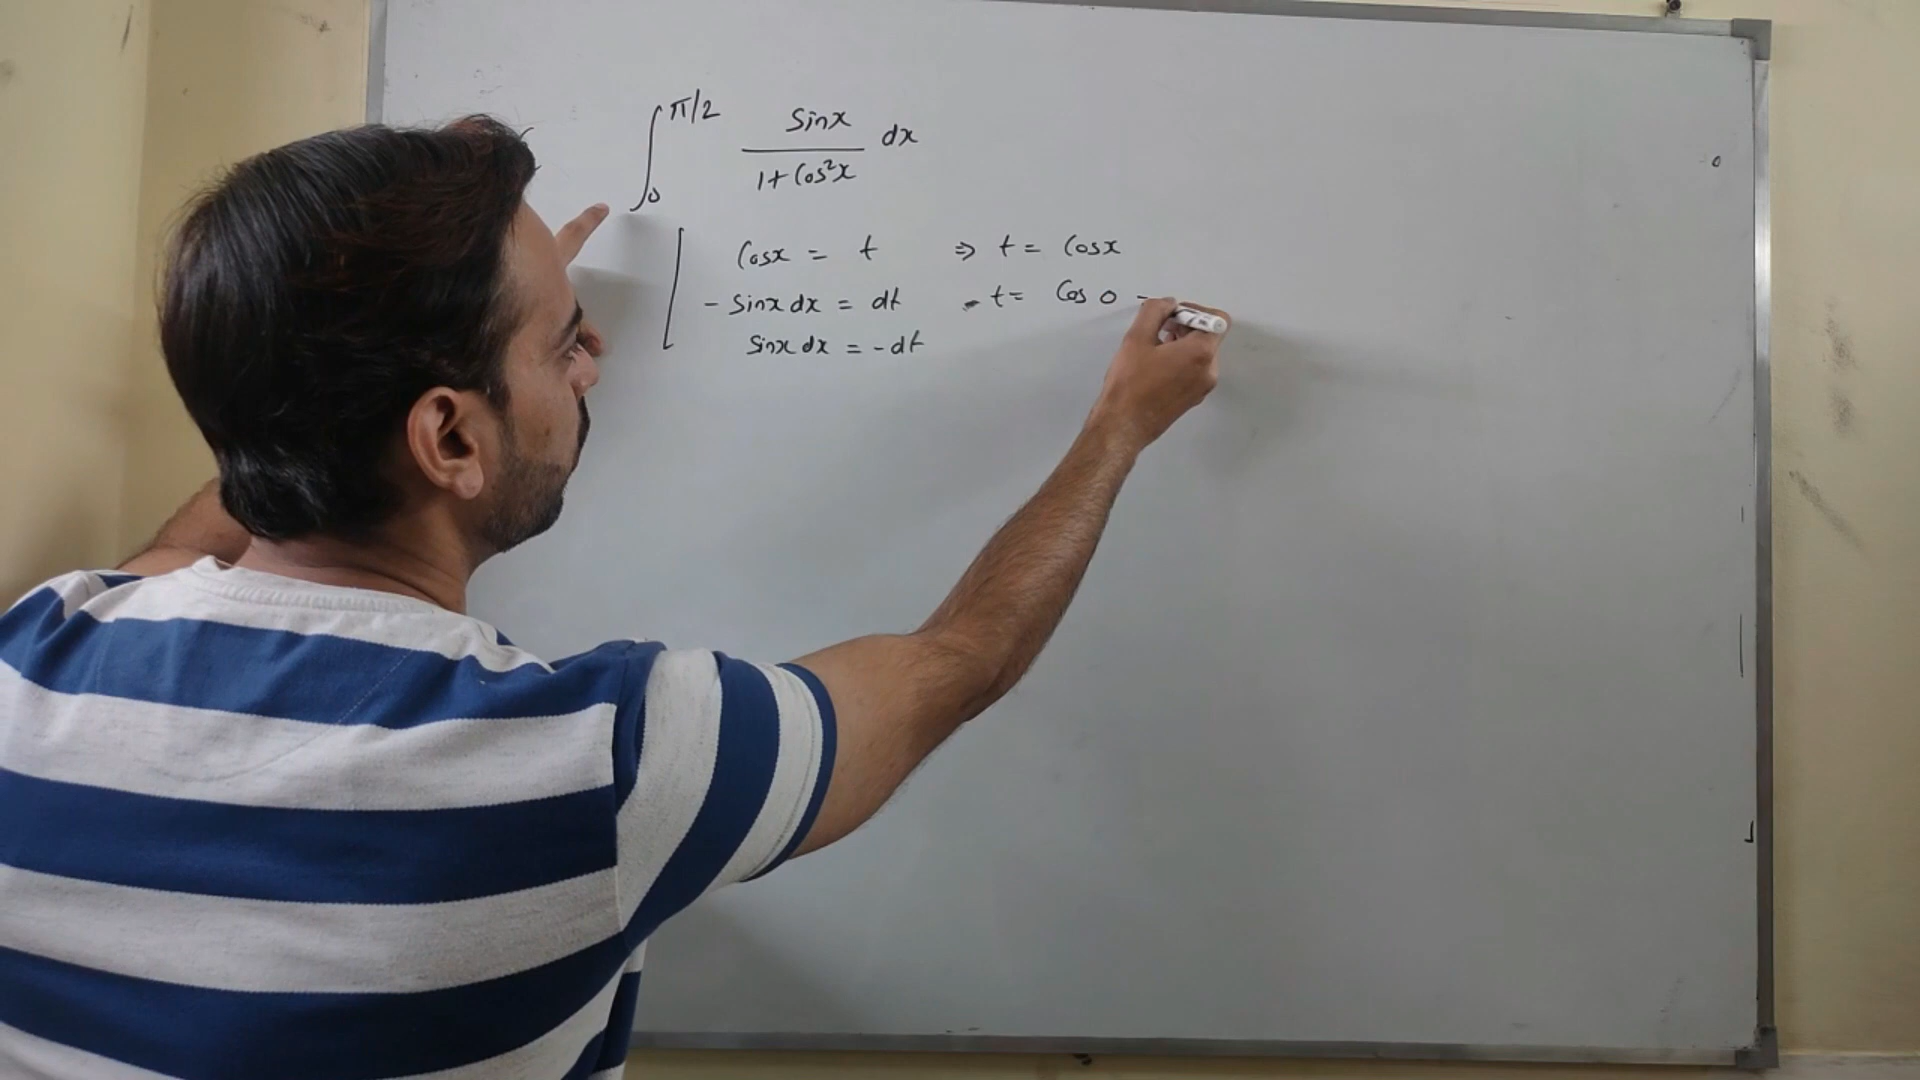 ∫₀^π/2 Sinx / 1+Cos²x dx
Cosx = t ⇒ t = Cosx
- Sinx dx = dt t = Cos 0 =
Sinx dx = - dt